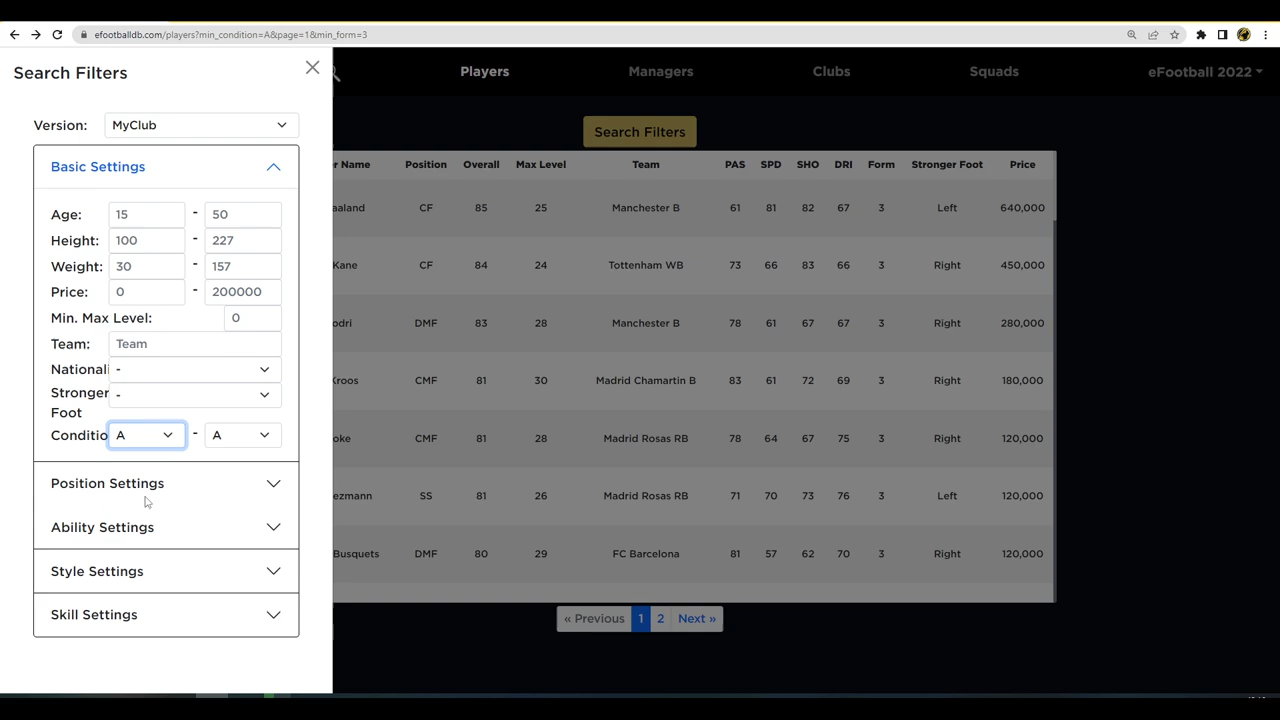 efootballdb.com/players?min_condition=A&page=1&min_form=3
Search Filters
Players Managers Clubs Squads eFootball 2022
Version: MyClub
Search Filters
Basic Settings
r Name Position Overall Max Level Team PAS SPD SHO DRI Form Stronger Foot Price
Age: 15 - 50
aaland CF 85 25 Manchester B 61 81 82 67 3 Left 640,000
Height: 100 - 227
Weight: 30 - 157
Kane CF 84 24 Tottenham WB 73 66 83 66 3 Right 450,000
Price: 0 - 200000
Min. Max Level: 0
odri DMF 83 28 Manchester B 78 61 67 67 3 Right 280,000
Team: Team
Nationali -
Kroos CMF 81 30 Madrid Chamartin B 83 61 72 69 3 Right 180,000
Stronger Foot -
Conditio A - A
oke CMF 81 28 Madrid Rosas RB 78 64 67 75 3 Right 120,000
Position Settings
ezmann SS 81 26 Madrid Rosas RB 71 70 73 76 3 Left 120,000
Ability Settings
Busquets DMF 80 29 FC Barcelona 81 57 62 70 3 Right 120,000
Style Settings
Skill Settings
« Previous 1 2 Next »